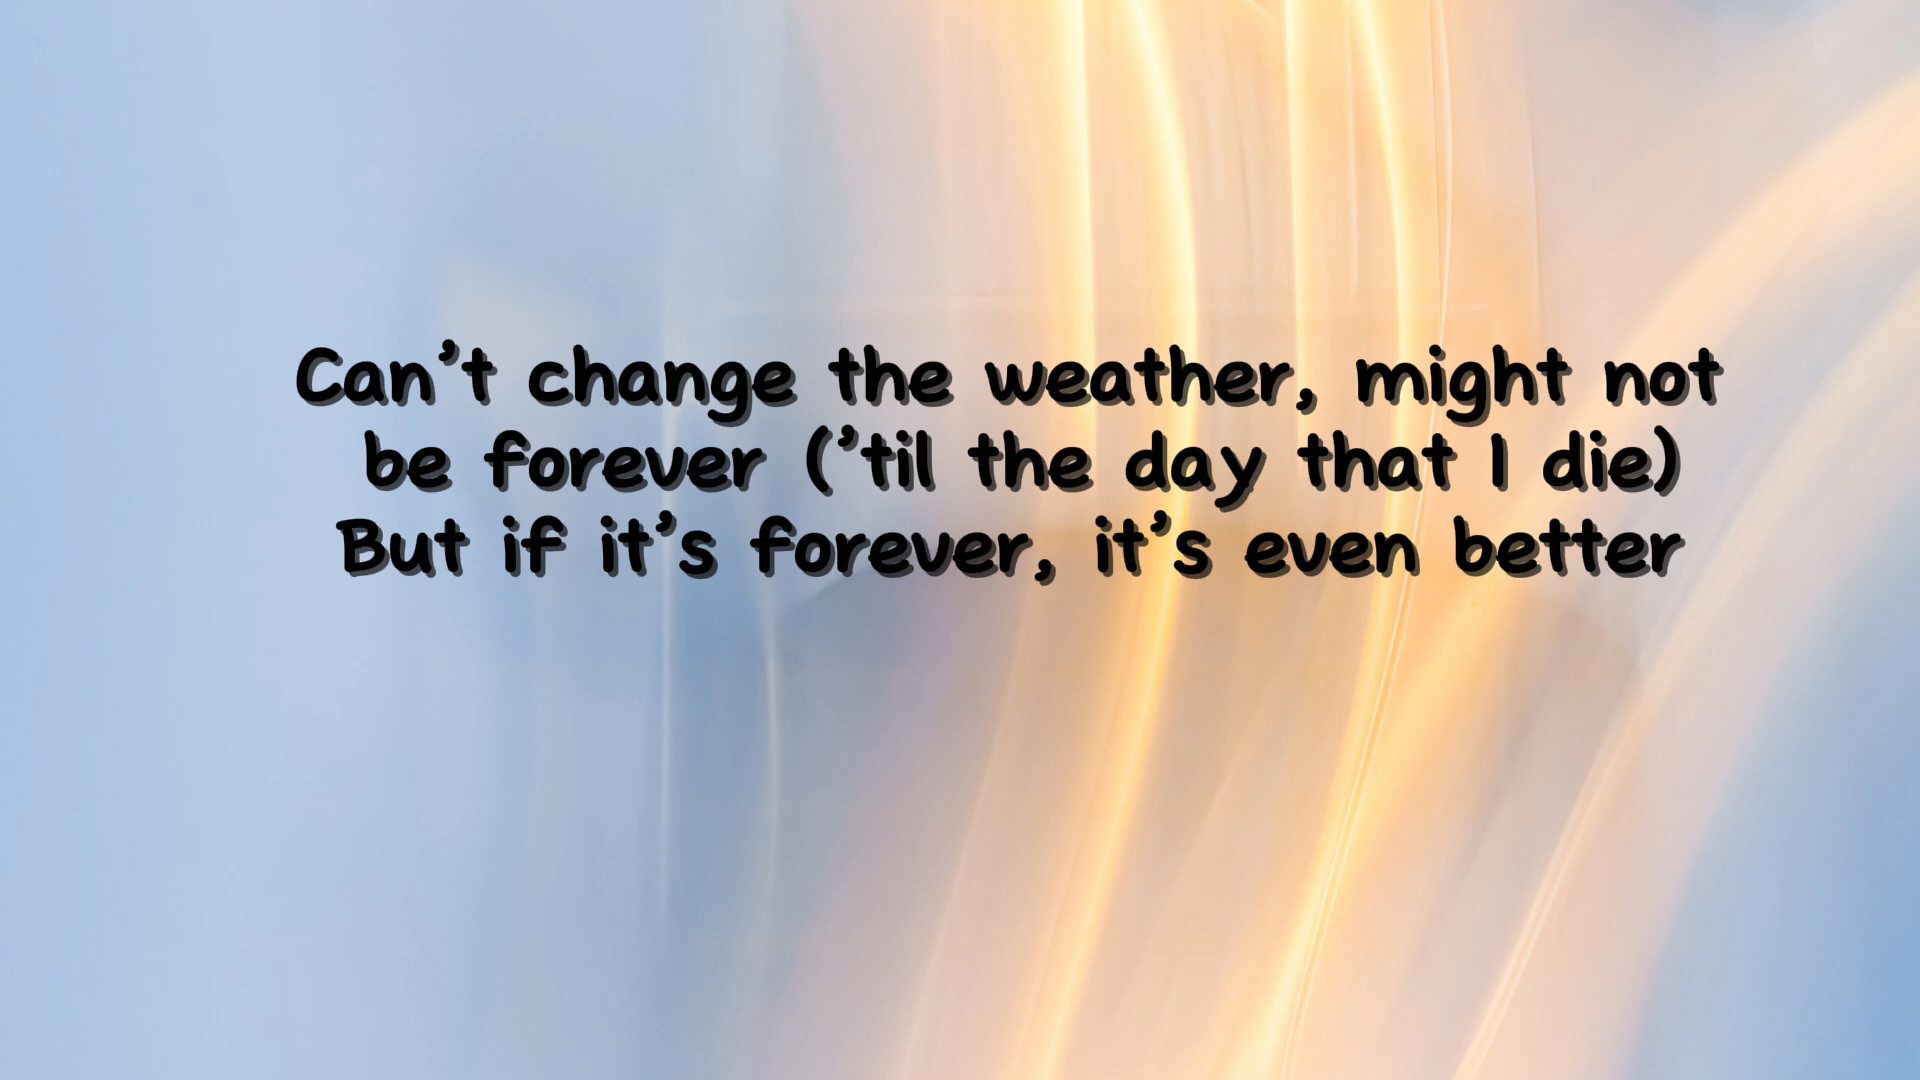 Can’t change the weather, might not
be forever (’til the day that I die)
But if it’s forever, it’s even better